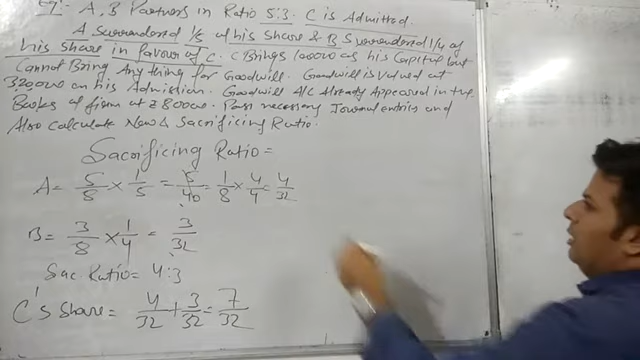 Eg:- A, B Partners in Ratio 5:3. C is Admitted.
A surrendered 1/5 of his share & B Surrendered 1/4 of
his share in favour of C. C Brings 100000 as his Capital but
Cannot Bring Any thing for Goodwill. Goodwill is valued at
320000 on his Admission. Goodwill A/C Already Appeared in the
Books of firm at ₹ 80000. Pass necessary Journal entries and
Also calculate New & Sacrificing Ratio.
Sacrificing Ratio =
A = 5/8 × 1/5 = 5/40 = 1/8 × 4/4 = 4/32
B = 3/8 × 1/4 = 3/32
Sac Ratio = 4:3
C's Share = 4/32 + 3/32 = 7/32